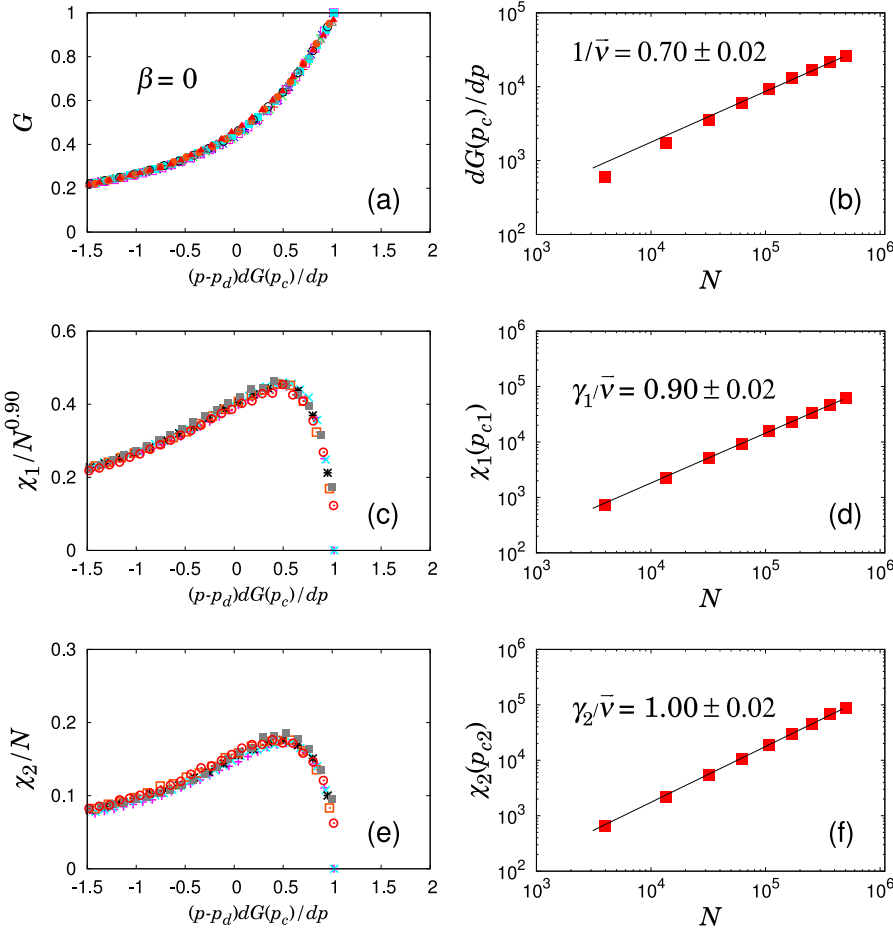 1
0.8
0.6
0.4
0.2
0
G
β = 0
(a)
-1.5 -1 -0.5 0 0.5 1 1.5 2
(p-p_d)dG(p_c)/dp
10^5
10^4
10^3
10^2
dG(p_c)/dp
1/ν̄ = 0.70 ± 0.02
(b)
10^3 10^4 10^5 10^6
N
0.6
0.4
0.2
0
χ_1/N^0.90
(c)
-1.5 -1 -0.5 0 0.5 1 1.5 2
(p-p_d)dG(p_c)/dp
10^6
10^5
10^4
10^3
10^2
χ_1(p_c1)
γ_1/ν̄ = 0.90 ± 0.02
(d)
10^3 10^4 10^5 10^6
N
0.3
0.2
0.1
0
χ_2/N
(e)
-1.5 -1 -0.5 0 0.5 1 1.5 2
(p-p_d)dG(p_c)/dp
10^6
10^5
10^4
10^3
10^2
χ_2(p_c2)
γ_2/ν̄ = 1.00 ± 0.02
(f)
10^3 10^4 10^5 10^6
N